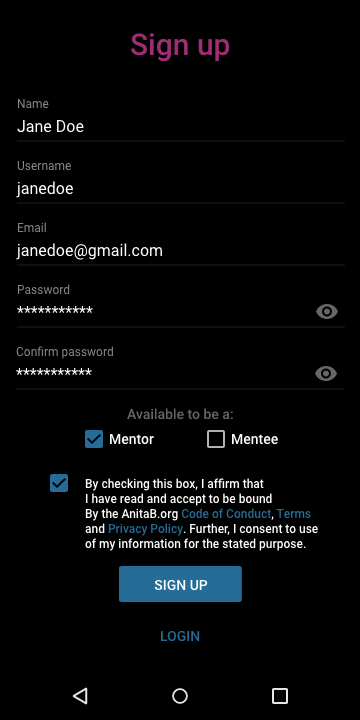 Sign up
Name
Jane Doe
Username
janedoe
Email
janedoe@gmail.com
Password
***********
Confirm password
***********
Available to be a:
Mentor
Mentee
By checking this box, I affirm that
I have read and accept to be bound
By the AnitaB.org Code of Conduct, Terms
and Privacy Policy. Further, I consent to use
of my information for the stated purpose.
SIGN UP
LOGIN